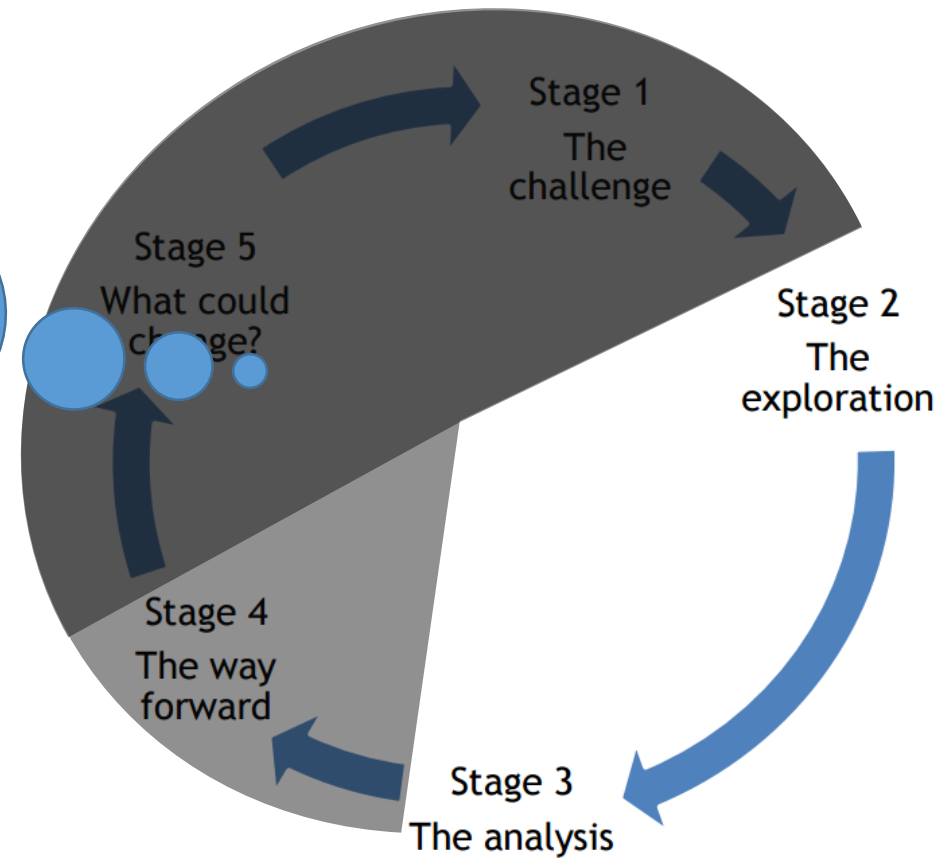 Stage 1
The
challenge
Stage 2
The
exploration
Stage 3
The analysis
Stage 4
The way
forward
Stage 5
What could
change?